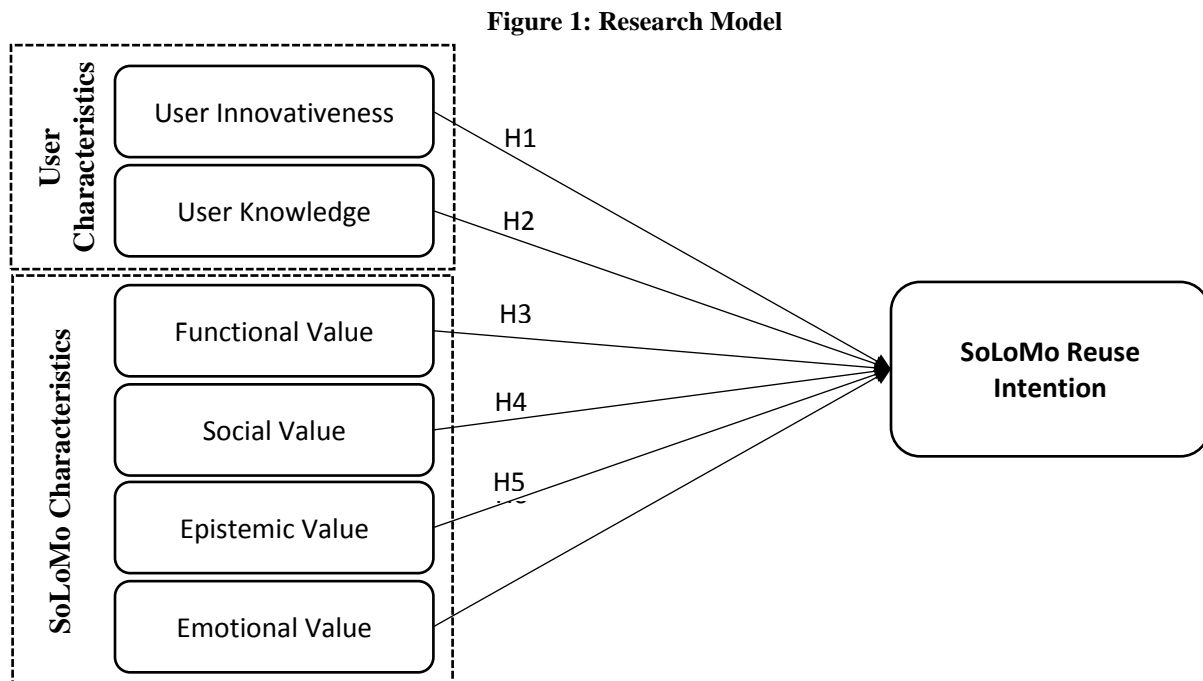 Figure 1: Research Model
User
Characteristics
User Innovativeness
H1
User Knowledge
H2
SoLoMo Characteristics
Functional Value
H3
Social Value
H4
Epistemic Value
H5
Emotional Value
SoLoMo Reuse
Intention